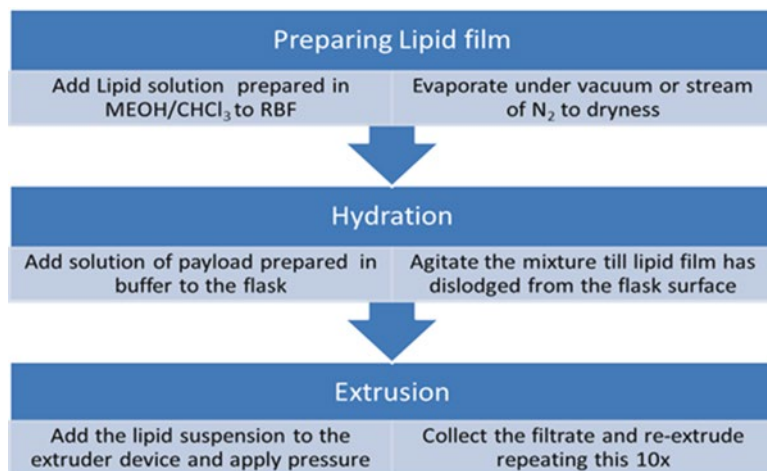 Preparing Lipid film
Add Lipid solution prepared in
MEOH/CHCl₃ to RBF
Evaporate under vacuum or stream
of N₂ to dryness
Hydration
Add solution of payload prepared in
buffer to the flask
Agitate the mixture till lipid film has
dislodged from the flask surface
Extrusion
Add the lipid suspension to the
extruder device and apply pressure
Collect the filtrate and re-extrude
repeating this 10x